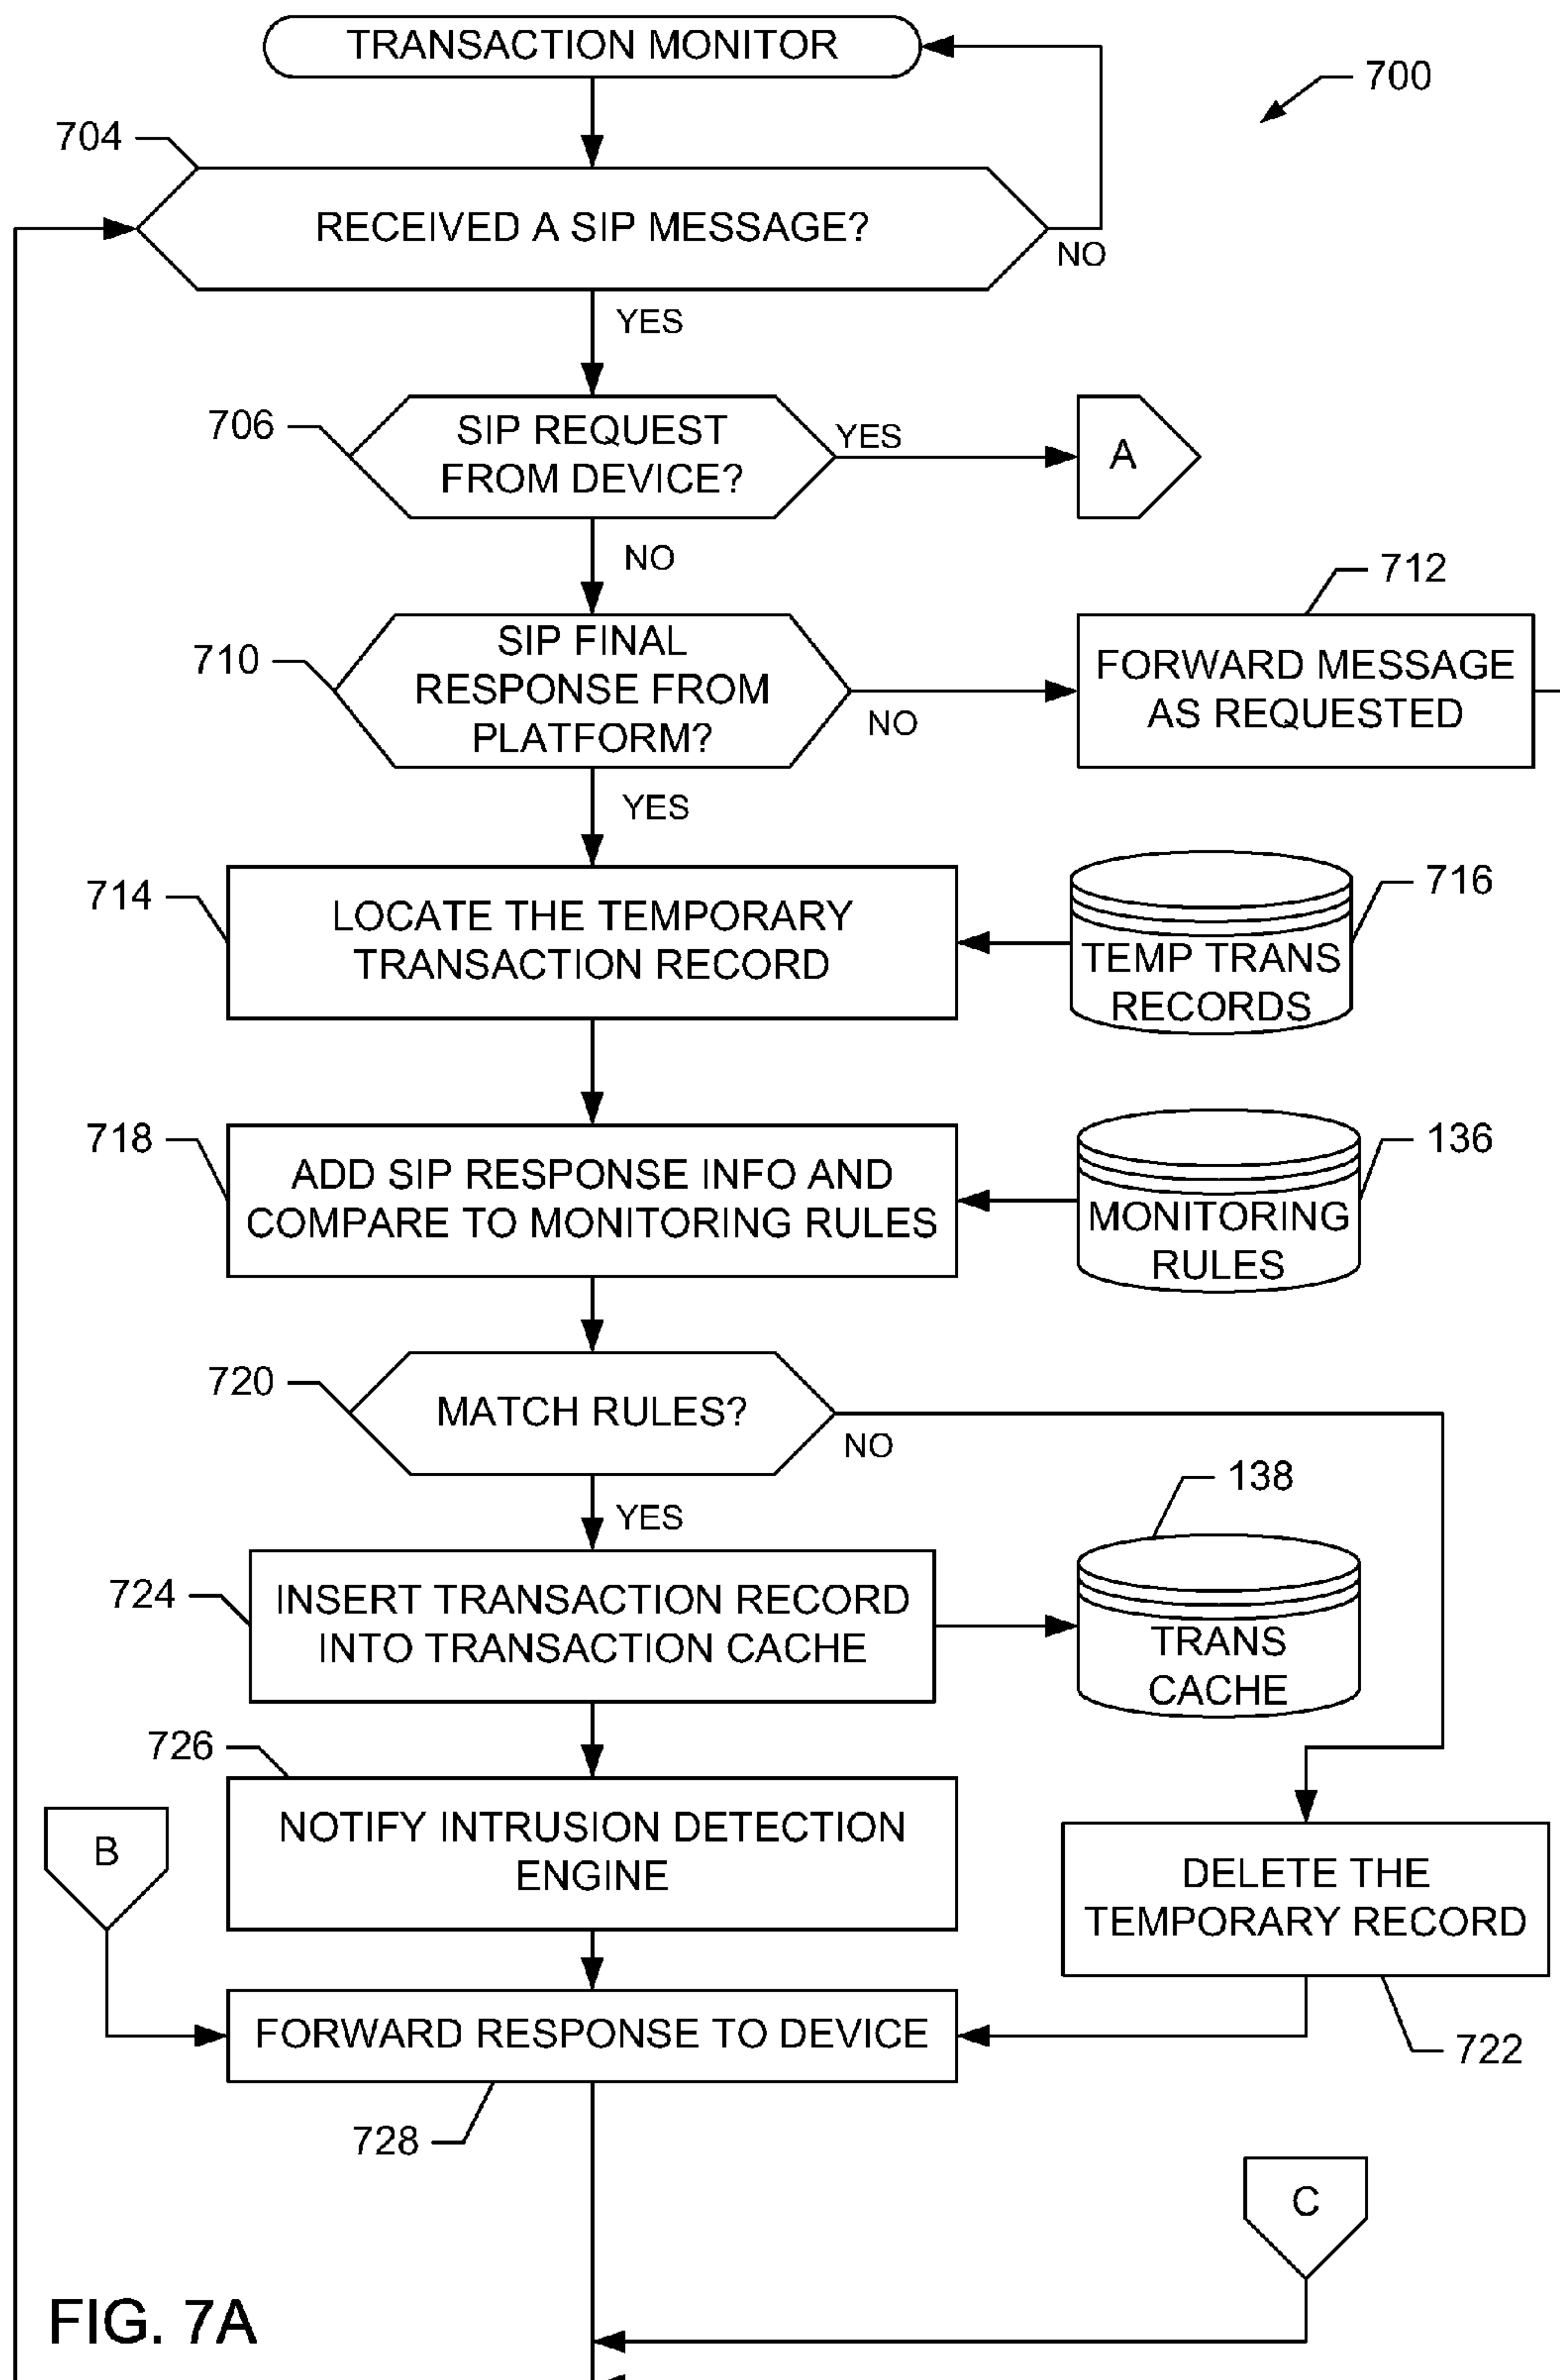 TRANSACTION MONITOR
700
704
RECEIVED A SIP MESSAGE?
NO
YES
706
SIP REQUEST
FROM DEVICE?
YES
A
NO
712
710
SIP FINAL
RESPONSE FROM
PLATFORM?
NO
FORWARD MESSAGE
AS REQUESTED
YES
714
LOCATE THE TEMPORARY
TRANSACTION RECORD
716
TEMP TRANS
RECORDS
718
ADD SIP RESPONSE INFO AND
COMPARE TO MONITORING RULES
136
MONITORING
RULES
720
MATCH RULES?
NO
YES
138
724
INSERT TRANSACTION RECORD
INTO TRANSACTION CACHE
TRANS
CACHE
726
NOTIFY INTRUSION DETECTION
ENGINE
B
DELETE THE
TEMPORARY RECORD
FORWARD RESPONSE TO DEVICE
722
728
C
FIG. 7A